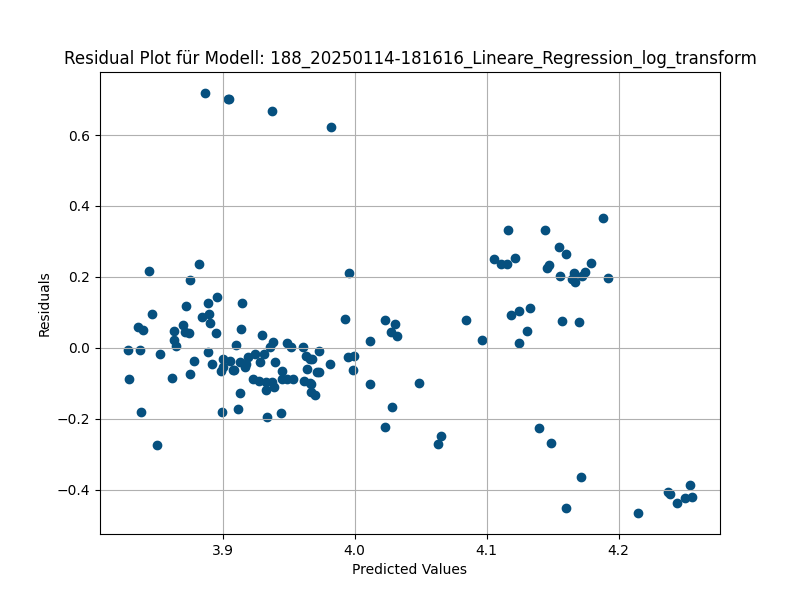 Residual Plot für Modell: 188_20250114-181616_Lineare_Regression_log_transform
0.6
0.4
0.2
0.0
−0.2
−0.4
Residuals
3.9 4.0 4.1 4.2
Predicted Values